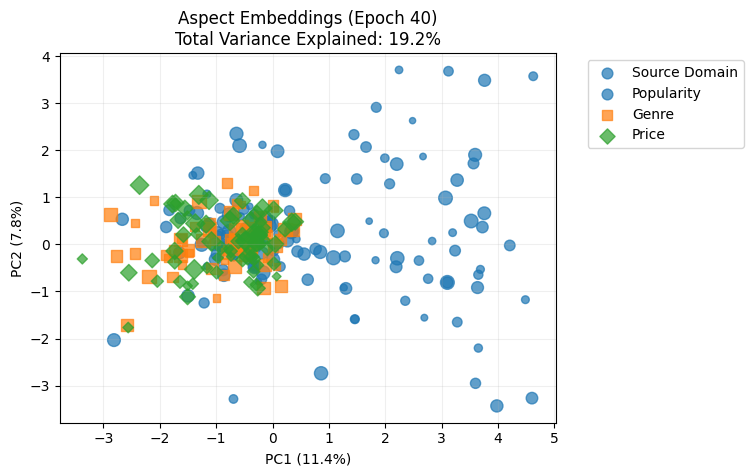 Aspect Embeddings (Epoch 40)
Total Variance Explained: 19.2%
4
3
2
1
0
−1
−2
−3
PC2 (7.8%)
−3
−2
−1
0
1
2
3
4
5
PC1 (11.4%)
Source Domain
Popularity
Genre
Price